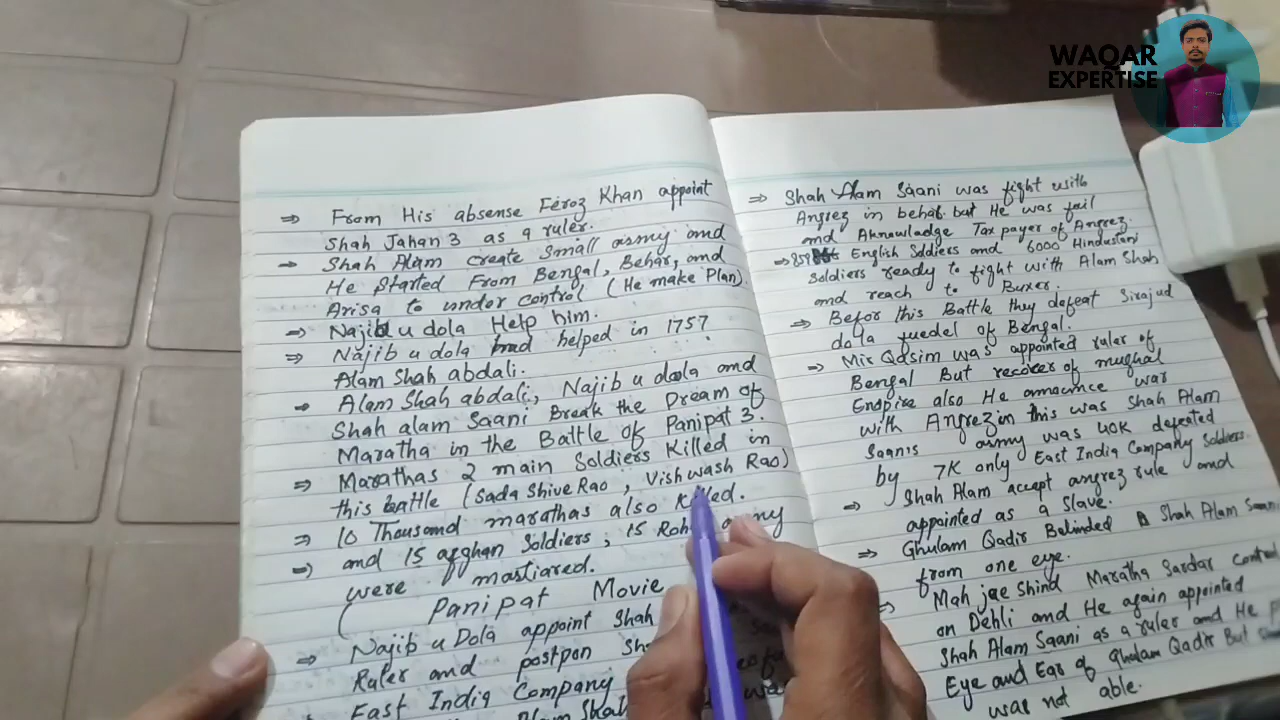 WAQAR
EXPERTISE
⇒ From His absense Feroz Khan appoint
Shah Jahan 3 as a ruler.
⇒ Shah Alam create Small army and
He Started From Bengal, Behar, and
Arisa to under control (He make Plan)
⇒ Najib u dola Help him.
⇒ Najib u dola had helped in 1757
Alam Shah abdali.
⇒ Alam Shah abdali, Najib u dola and
Shah alam Saani Break the Dream of
Maratha in the Battle of Panipat 3.
⇒ Marathas 2 main Soldiers Killed in
this battle (Sada Shive Rao, Vishwash Rao)
⇒ 10 Thousand marathas also Killed.
⇒ and 15 afghan Soldiers, 15 army
were mastiared.
( Panipat Movie
⇒ Najib u Dola appoint Shah
Ruler and postpon
East India Company
⇒ Shah Alam Saani was fight with
Angrez in behar but He was fail
and Aknowladge Tax payer of Angrez.
⇒ English Soldiers and 6000 Hindustani
Soldiers ready to fight with Alam Shah
and reach to Buxer.
⇒ Befor this Battle they defeat Sirajud
dola of Bengal.
⇒ Mir Qasim was appointed ruler of
Bengal But of mughal
Empire also He announce war
with Angrez in this was Shah Alam
Saanis army was 40K defeated
by 7K only East India Company Soldiers.
⇒ Shah Alam accept angrez rule and
appointed as a Slave.
⇒ Ghulam Qadir Belinded Shah Alam Saani
from one eye.
⇒ Mah jae Shind Maratha Sardar Control
on Dehli and He again appointed
Shah Alam Saani as a ruler and He
Eye and Ear of Ghulam Qadir But
was not able.